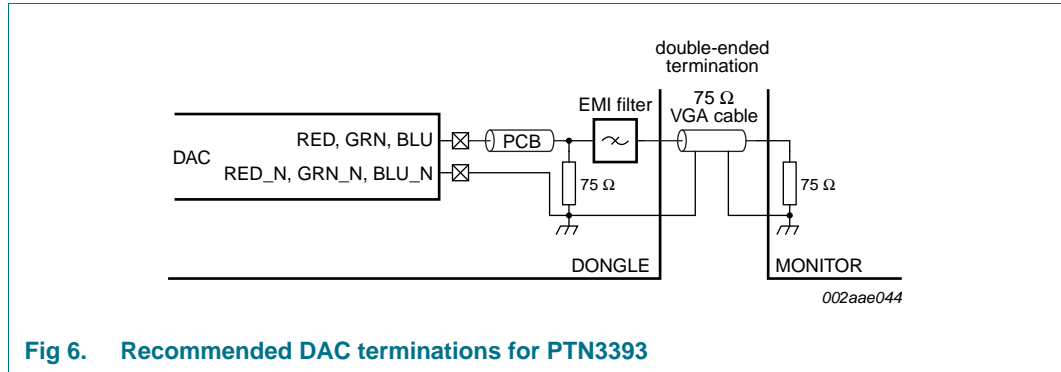 double-ended
termination
EMI filter
75 Ω
VGA cable
RED, GRN, BLU
PCB
DAC
RED_N, GRN_N, BLU_N
75 Ω
75 Ω
DONGLE
MONITOR
002aae044
Fig 6. Recommended DAC terminations for PTN3393